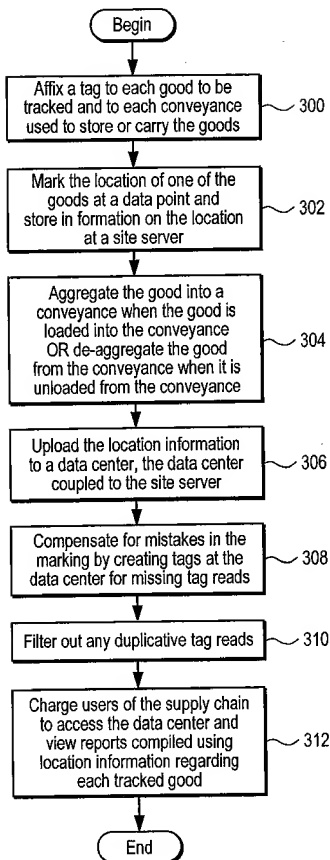 Begin
Affix a tag to each good to be
tracked and to each conveyance
used to store or carry the goods
300
Mark the location of one of the
goods at a data point and
store in formation on the location
at a site server
302
Aggregate the good into a
conveyance when the good is
loaded into the conveyance
OR de-aggregate the good
from the conveyance when it is
unloaded from the conveyance
304
Upload the location information
to a data center, the data center
coupled to the site server
306
Compensate for mistakes in the
marking by creating tags at the
data center for missing tag reads
308
Filter out any duplicative tag reads
310
Charge users of the supply chain
to access the data center and
view reports compiled using
location information regarding
each tracked good
312
End